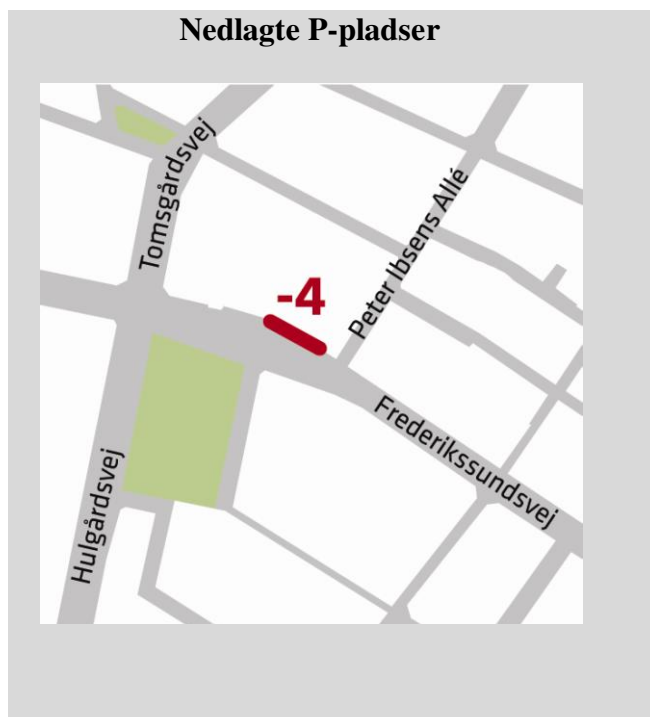 Nedlagte P-pladser
Tomsgårdsvej
Peter Ibsens Allé
-4
Frederikssundsvej
Hulgårdsvej